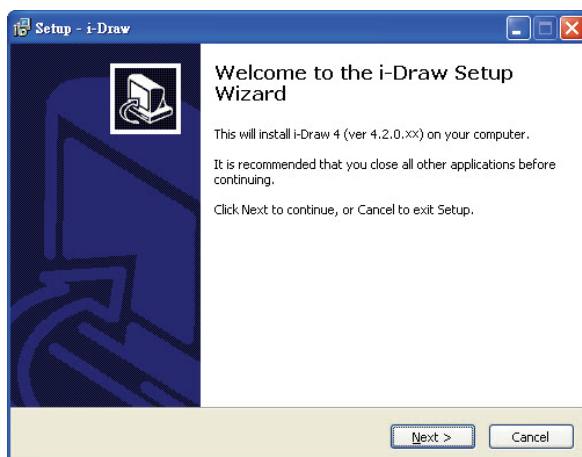 Setup - i-Draw
Welcome to the i-Draw Setup
Wizard
This will install i-Draw 4 (ver 4.2.0.xx) on your computer.
It is recommended that you close all other applications before
continuing.
Click Next to continue, or Cancel to exit Setup.
Next >
Cancel